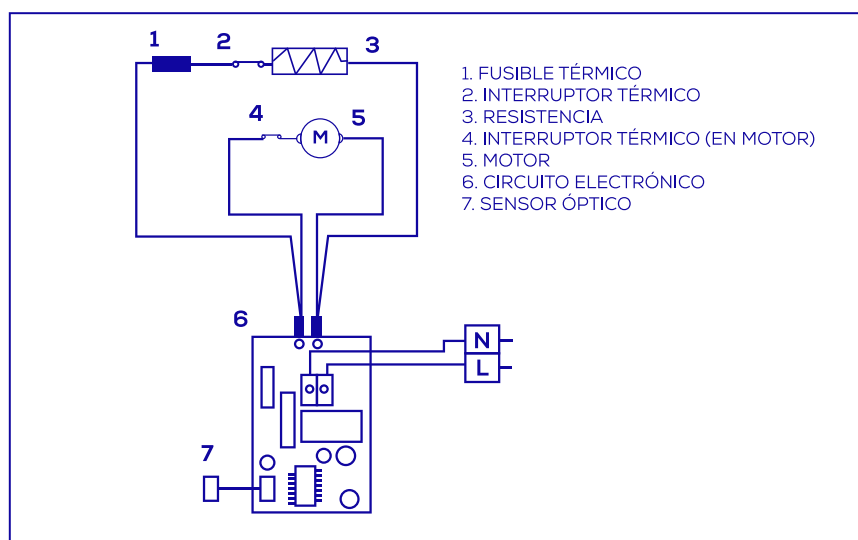 1
2
3
4
5
M
1. FUSIBLE TÉRMICO
2. INTERRUPTOR TÉRMICO
3. RESISTENCIA
4. INTERRUPTOR TÉRMICO (EN MOTOR)
5. MOTOR
6. CIRCUITO ELECTRÓNICO
7. SENSOR ÓPTICO
6
N
L
7